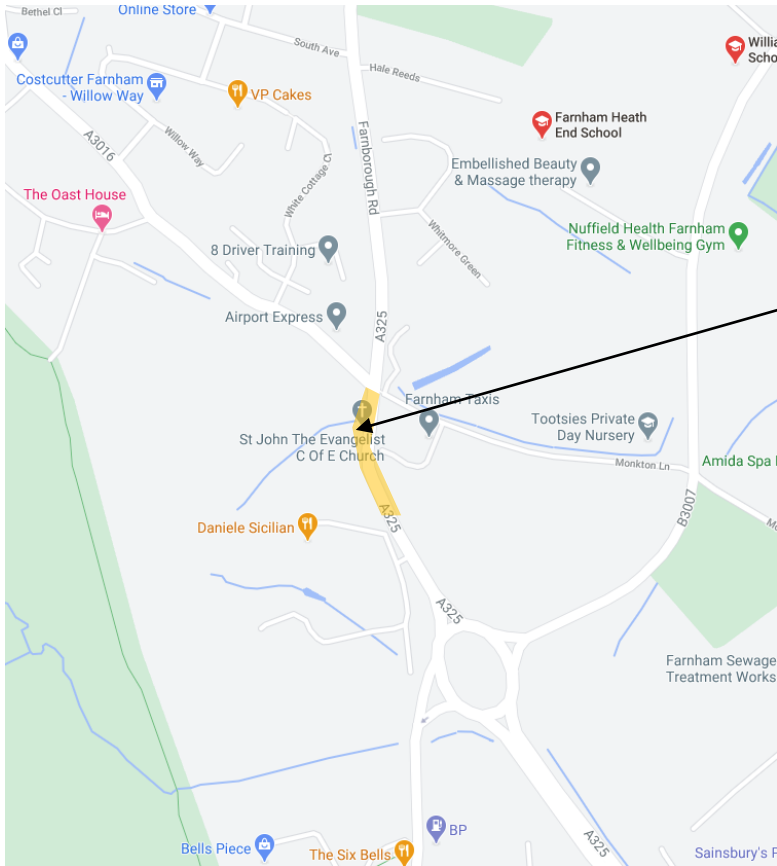 Bethel Cl
Online Store
South Ave
Hale Reeds
Costcutter Farnham
- Willow Way
VP Cakes
A3016
Willow Way
White Cottage Cl
Farnborough Rd
Farnham Heath
End School
Embellished Beauty
& Massage therapy
The Oast House
8 Driver Training
Whitmore Green
Nuffield Health Farnham
Fitness & Wellbeing Gym
Airport Express
A325
Farnham Taxis
St John The Evangelist
C Of E Church
Tootsies Private
Day Nursery
Monkton Ln
Amida Spa
B3007
A325
Daniele Sicilian
A325
Farnham Sewage
Treatment Works
BP
A325
Bells Piece
The Six Bells
Sainsbury's